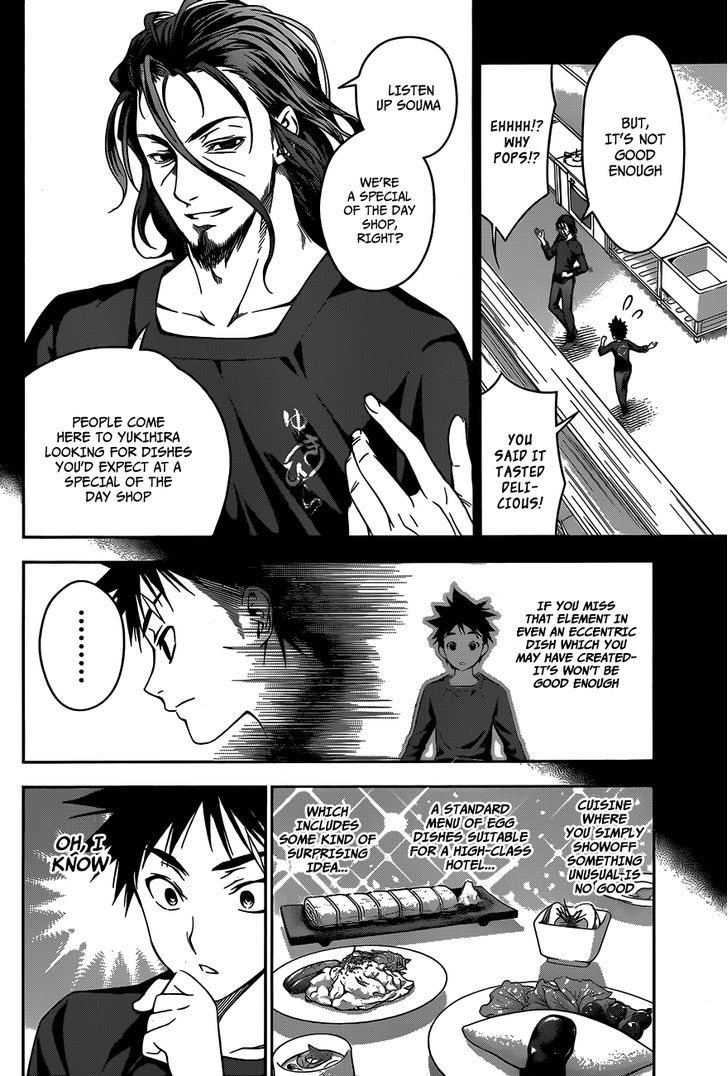 BUT,
IT'S NOT
GOOD
ENOUGH
EHHHH!?
WHY
POPS!?
YOU
SAID IT
TASTED
DELI-
CIOUS!
LISTEN
UP SOUMA
WE'RE
A SPECIAL
OF THE DAY
SHOP,
RIGHT?
PEOPLE COME
HERE TO YUKIHIRA
LOOKING FOR DISHES
YOU'D EXPECT AT A
SPECIAL OF THE
DAY SHOP
ゆきひら
IF YOU MISS
THAT ELEMENT IN
EVEN AN ECCENTRIC
DISH WHICH YOU
MAY HAVE CREATED-
IT'S WON'T BE
GOOD ENOUGH
.........
CUISINE
WHERE
YOU SIMPLY
SHOWOFF
SOMETHING
UNUSUAL IS
NO GOOD
A STANDARD
MENU OF EGG
DISHES SUITABLE
FOR A HIGH-CLASS
HOTEL...
WHICH
INCLUDES
SOME KIND OF
SURPRISING
IDEA...
OH, I
KNOW